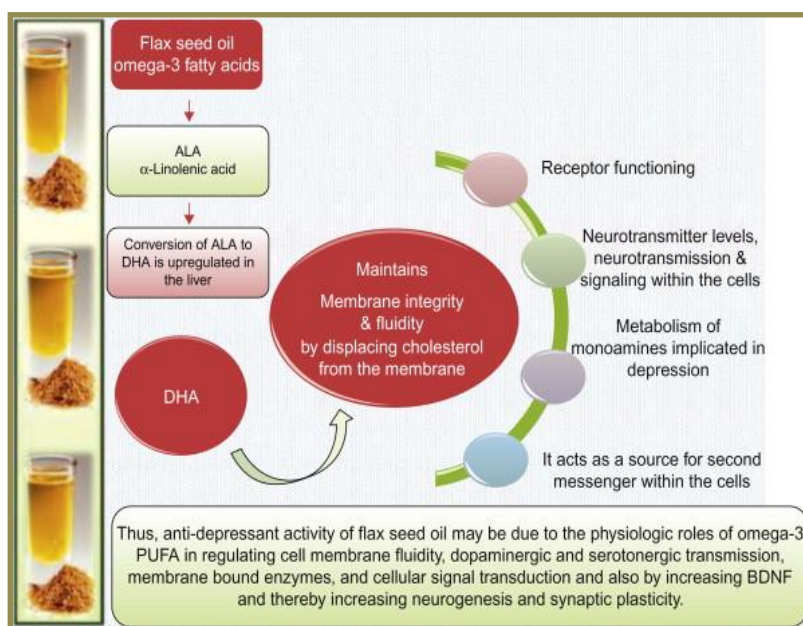 Flax seed oil
omega-3 fatty acids
ALA
α-Linolenic acid
Conversion of ALA to
DHA is upregulated in
the liver
DHA
Maintains
Membrane integrity
& fluidity
by displacing cholesterol
from the membrane
Receptor functioning
Neurotransmitter levels,
neurotransmission &
signaling within the cells
Metabolism of
monoamines implicated in
depression
It acts as a source for second
messenger within the cells
Thus, anti-depressant activity of flax seed oil may be due to the physiologic roles of omega-3
PUFA in regulating cell membrane fluidity, dopaminergic and serotonergic transmission,
membrane bound enzymes, and cellular signal transduction and also by increasing BDNF
and thereby increasing neurogenesis and synaptic plasticity.